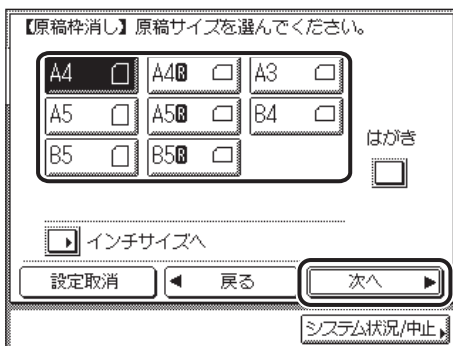 【原稿枠消し】原稿サイズを選んでください。
A4 A4R A3
A5 A5R B4
B5 B5R
はがき
インチサイズへ
設定取消 ◀ 戻る 次へ ▶
システム状況/中止